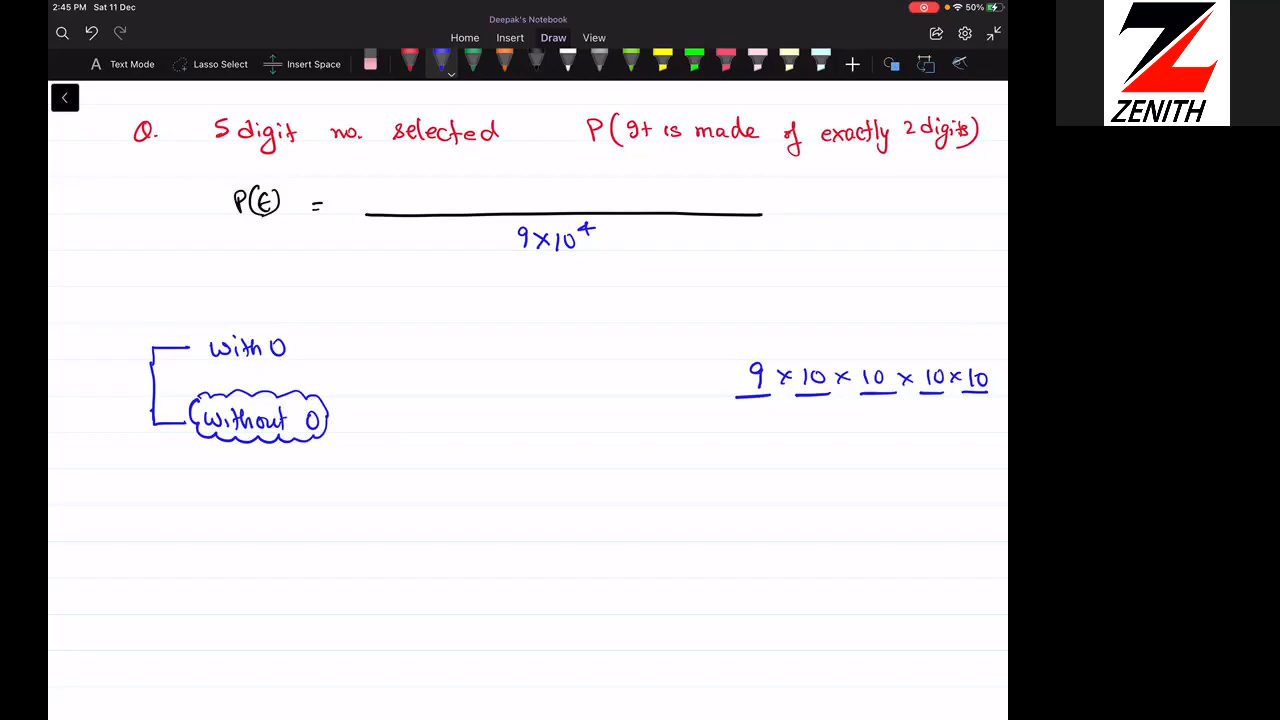 2:45 PM Sat 11 Dec
50%
Deepak's Notebook
Home Insert Draw View
Text Mode Lasso Select Insert Space
ZENITH
Q. 5 digit no. selected P(It is made of exactly 2 digits)
P(E) =
9×10⁴
With 0
9 × 10 × 10 × 10 × 10
Without 0